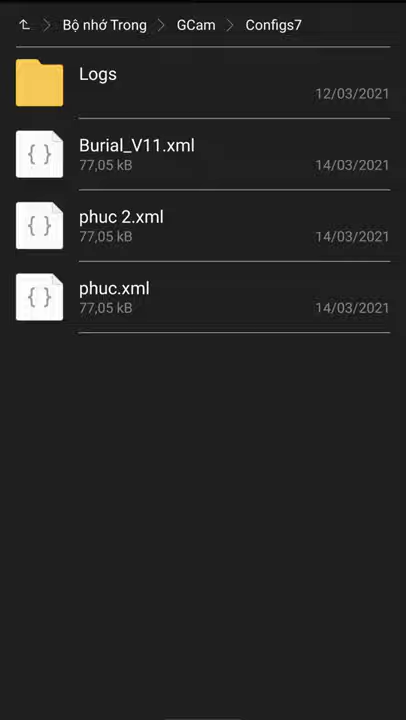 Bộ nhớ Trong GCam Configs7
Logs
12/03/2021
Burial_V11.xml
77,05 kB 14/03/2021
phuc 2.xml
77,05 kB 14/03/2021
phuc.xml
77,05 kB 14/03/2021